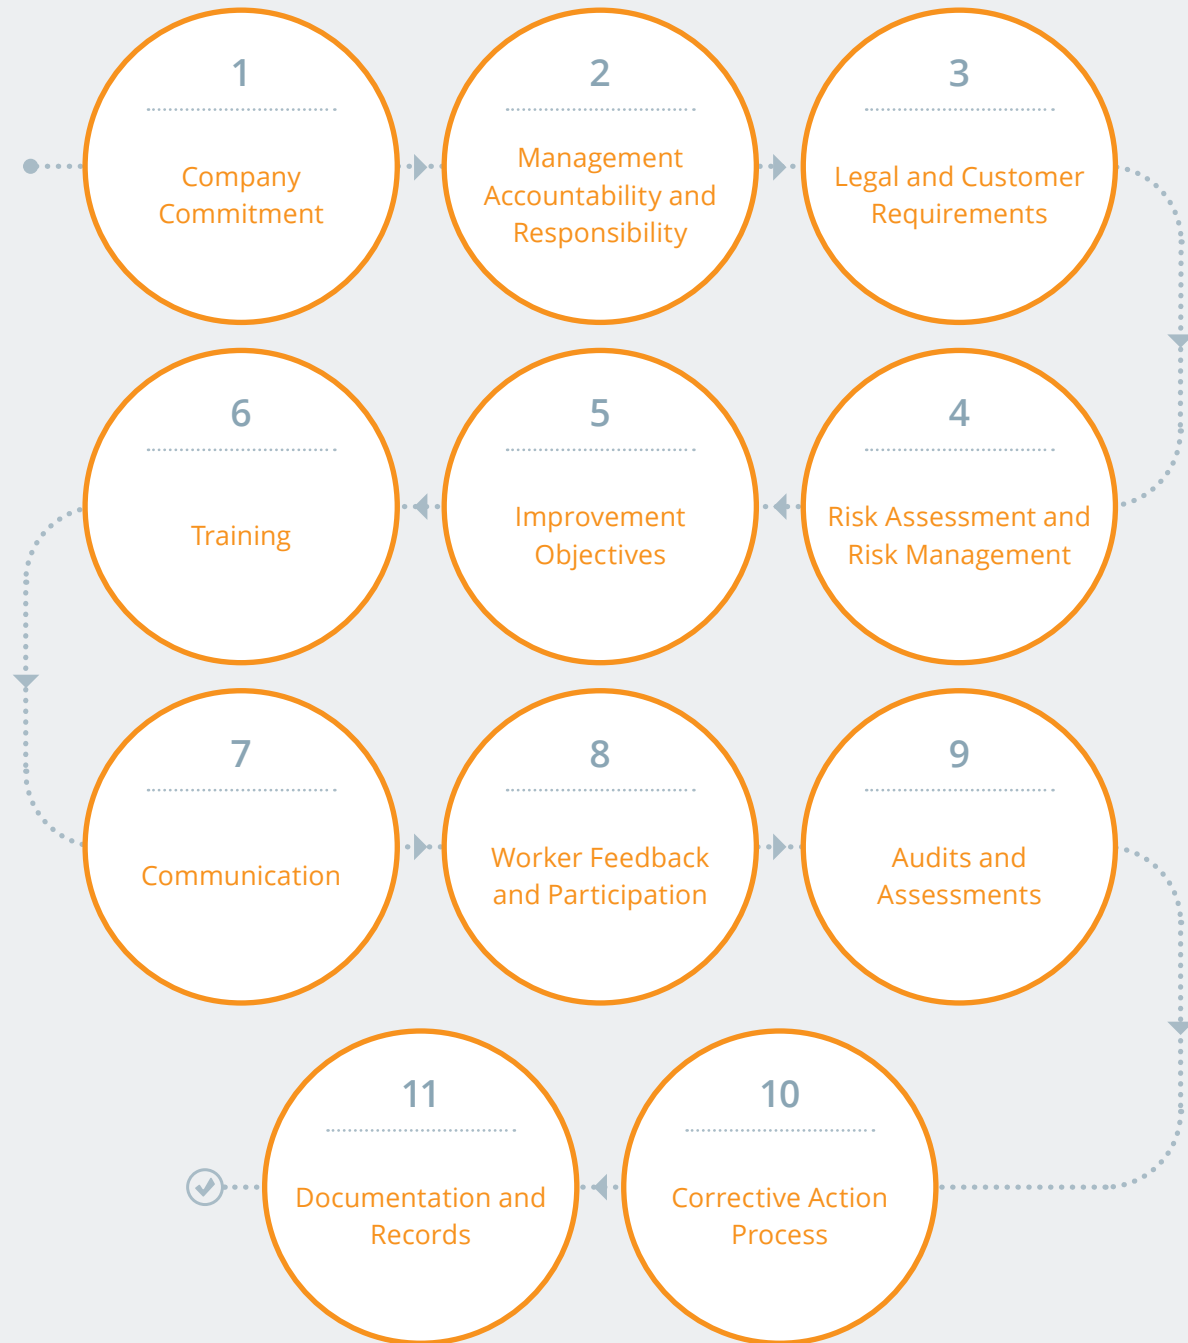 1
Company
Commitment
2
Management
Accountability and
Responsibility
3
Legal and Customer
Requirements
4
Risk Assessment and
Risk Management
5
Improvement
Objectives
6
Training
7
Communication
8
Worker Feedback
and Participation
9
Audits and
Assessments
10
Corrective Action
Process
11
Documentation and
Records